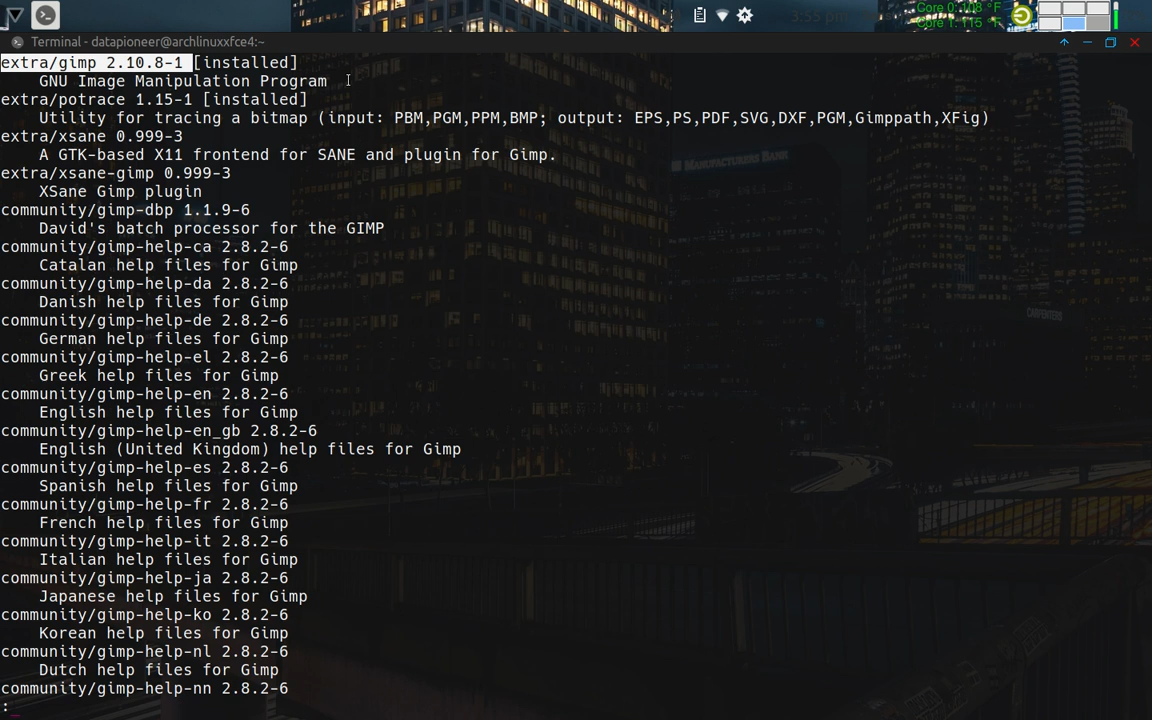 3:55 pm
Core 0: 108 °F
Core 1: 115 °F
Terminal - datapioneer@archlinuxxfce4:~
extra/gimp 2.10.8-1 [installed]
GNU Image Manipulation Program
extra/potrace 1.15-1 [installed]
Utility for tracing a bitmap (input: PBM,PGM,PPM,BMP; output: EPS,PS,PDF,SVG,DXF,PGM,Gimppath,XFig)
extra/xsane 0.999-3
A GTK-based X11 frontend for SANE and plugin for Gimp.
extra/xsane-gimp 0.999-3
XSane Gimp plugin
community/gimp-dbp 1.1.9-6
David's batch processor for the GIMP
community/gimp-help-ca 2.8.2-6
Catalan help files for Gimp
community/gimp-help-da 2.8.2-6
Danish help files for Gimp
community/gimp-help-de 2.8.2-6
German help files for Gimp
community/gimp-help-el 2.8.2-6
Greek help files for Gimp
community/gimp-help-en 2.8.2-6
English help files for Gimp
community/gimp-help-en_gb 2.8.2-6
English (United Kingdom) help files for Gimp
community/gimp-help-es 2.8.2-6
Spanish help files for Gimp
community/gimp-help-fr 2.8.2-6
French help files for Gimp
community/gimp-help-it 2.8.2-6
Italian help files for Gimp
community/gimp-help-ja 2.8.2-6
Japanese help files for Gimp
community/gimp-help-ko 2.8.2-6
Korean help files for Gimp
community/gimp-help-nl 2.8.2-6
Dutch help files for Gimp
community/gimp-help-nn 2.8.2-6
:
MANUFACTURERS BANK
CARPENTERS